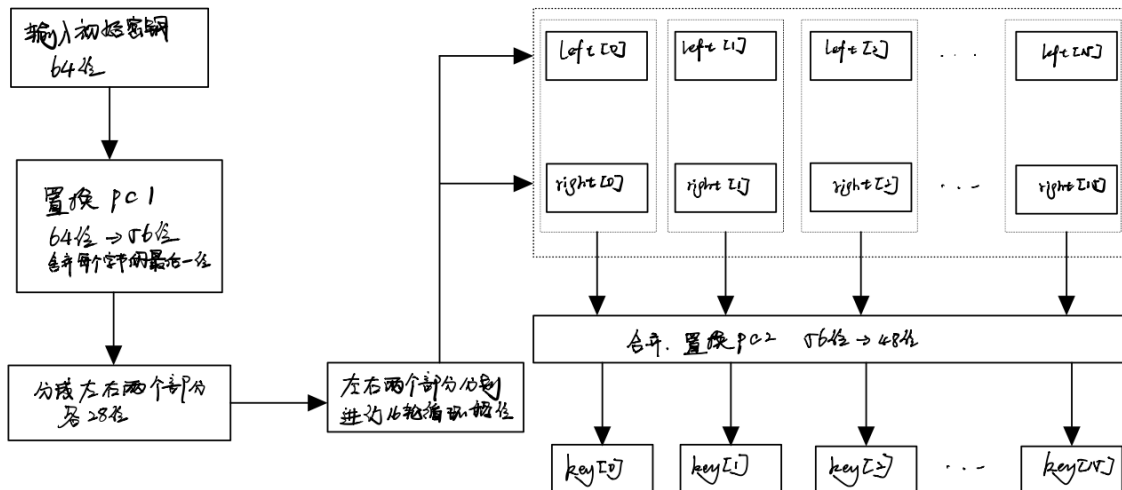 输入初始密钥
64位
置换 PC1
64位→56位
舍弃每个字节的最后一位
分成左右两个部分
各28位
左右两个部分分别
进行16轮循环移位
left[0]
left[1]
left[2]
...
left[15]
right[0]
right[1]
right[2]
...
right[15]
合并、置换PC2 56位→48位
key[0]
key[1]
key[2]
...
key[15]